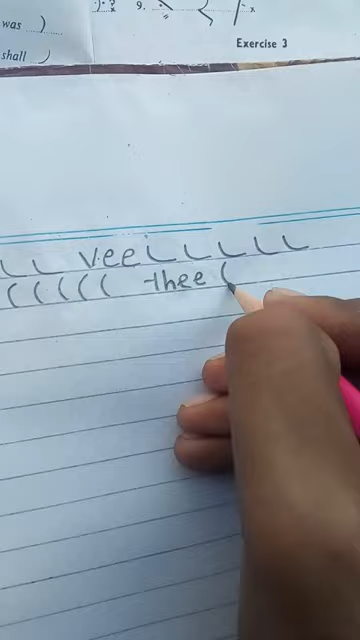 9.
was
Exercise 3
shall
vee
thee